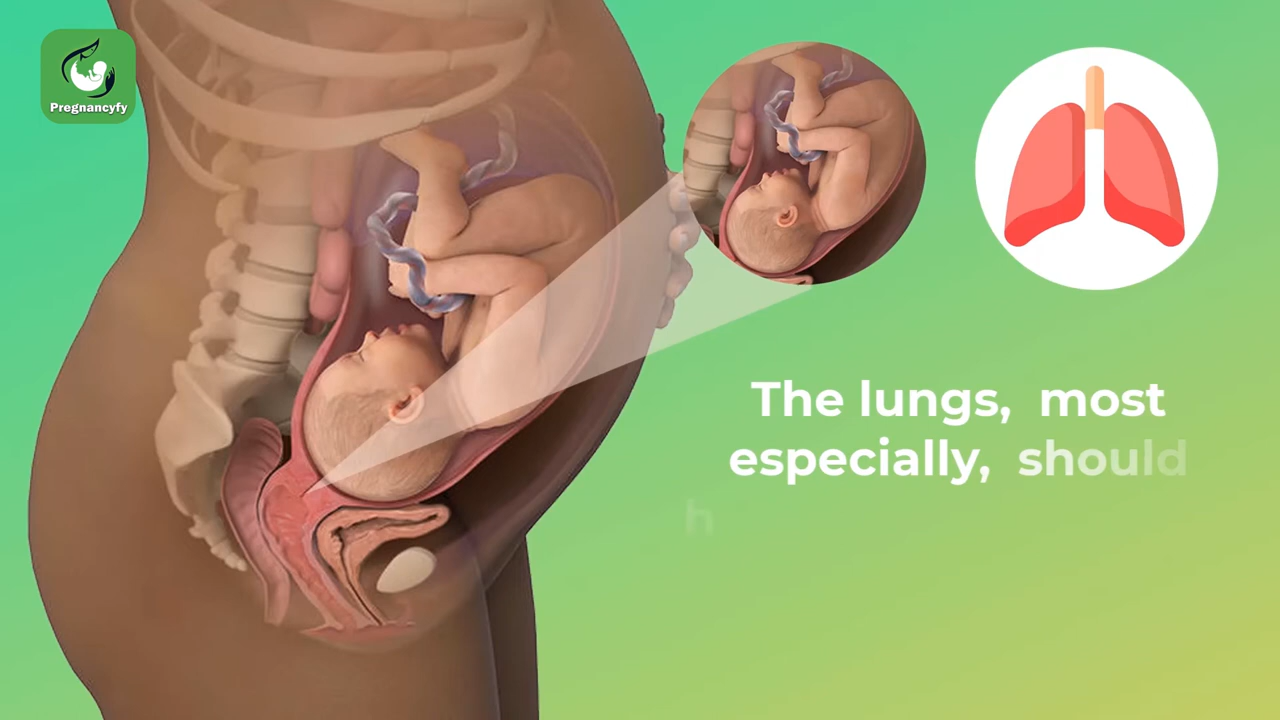 Pregnancyfy
The lungs, most
especially, should
h